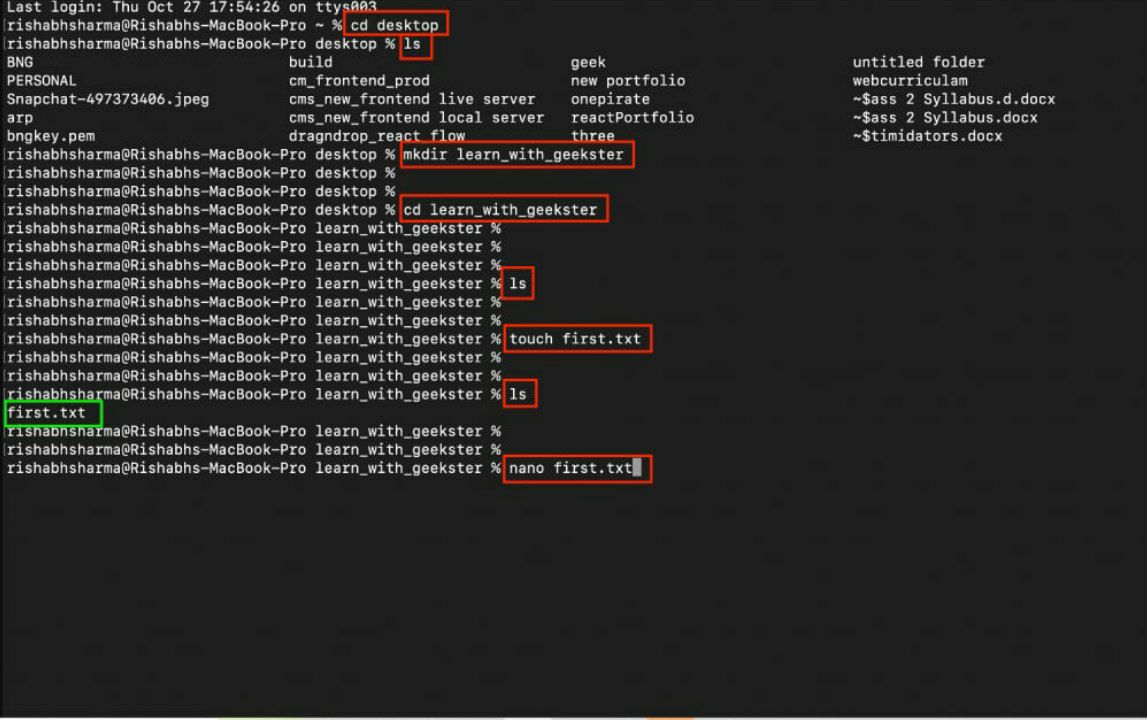 Last login: Thu Oct 27 17:54:26 on ttys003
[rishabhsharma@Rishabhs-MacBook-Pro ~ % cd desktop
[rishabhsharma@Rishabhs-MacBook-Pro desktop % ls
BNG build geek untitled folder
PERSONAL cm_frontend_prod new portfolio webcurriculam
Snapchat-497373406.jpeg cms_new_frontend live server onepirate ~$ass 2 Syllabus.d.docx
arp cms_new_frontend local server reactPortfolio ~$ass 2 Syllabus.docx
bngkey.pem dragndrop_react_flow three ~$timidators.docx
[rishabhsharma@Rishabhs-MacBook-Pro desktop % mkdir learn_with_geekster
[rishabhsharma@Rishabhs-MacBook-Pro desktop %
[rishabhsharma@Rishabhs-MacBook-Pro desktop %
[rishabhsharma@Rishabhs-MacBook-Pro desktop % cd learn_with_geekster
[rishabhsharma@Rishabhs-MacBook-Pro learn_with_geekster %
[rishabhsharma@Rishabhs-MacBook-Pro learn_with_geekster %
[rishabhsharma@Rishabhs-MacBook-Pro learn_with_geekster %
[rishabhsharma@Rishabhs-MacBook-Pro learn_with_geekster % ls
[rishabhsharma@Rishabhs-MacBook-Pro learn_with_geekster %
[rishabhsharma@Rishabhs-MacBook-Pro learn_with_geekster %
[rishabhsharma@Rishabhs-MacBook-Pro learn_with_geekster % touch first.txt
[rishabhsharma@Rishabhs-MacBook-Pro learn_with_geekster %
[rishabhsharma@Rishabhs-MacBook-Pro learn_with_geekster %
[rishabhsharma@Rishabhs-MacBook-Pro learn_with_geekster % ls
first.txt
[rishabhsharma@Rishabhs-MacBook-Pro learn_with_geekster %
[rishabhsharma@Rishabhs-MacBook-Pro learn_with_geekster %
rishabhsharma@Rishabhs-MacBook-Pro learn_with_geekster % nano first.txt